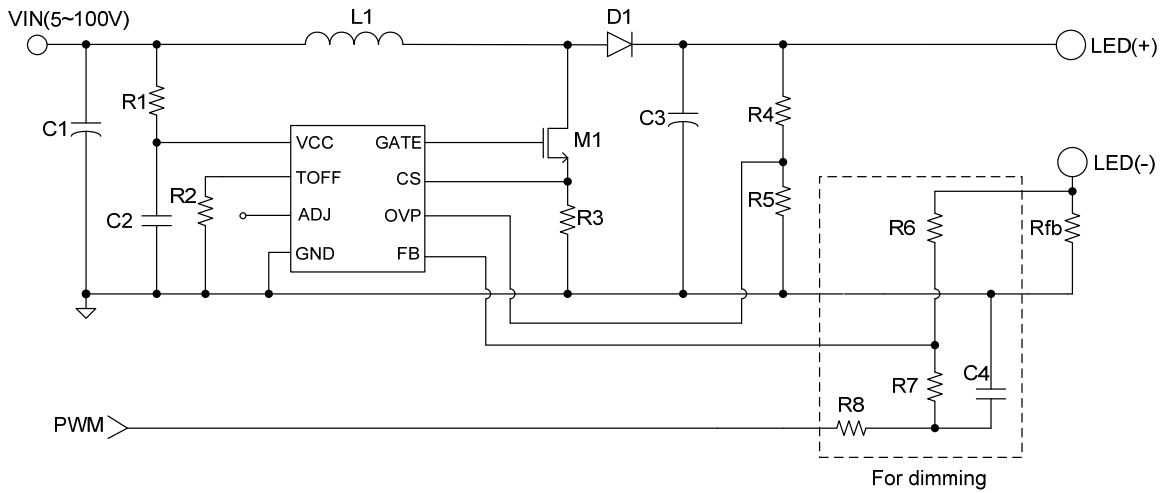 VIN(5~100V)
L1
D1
LED(+)
R1
C1
C3
R4
VCC
GATE
M1
LED(-)
TOFF
CS
R2
R5
ADJ
OVP
R3
C2
R6
Rfb
GND
FB
R7
C4
R8
PWM
For dimming